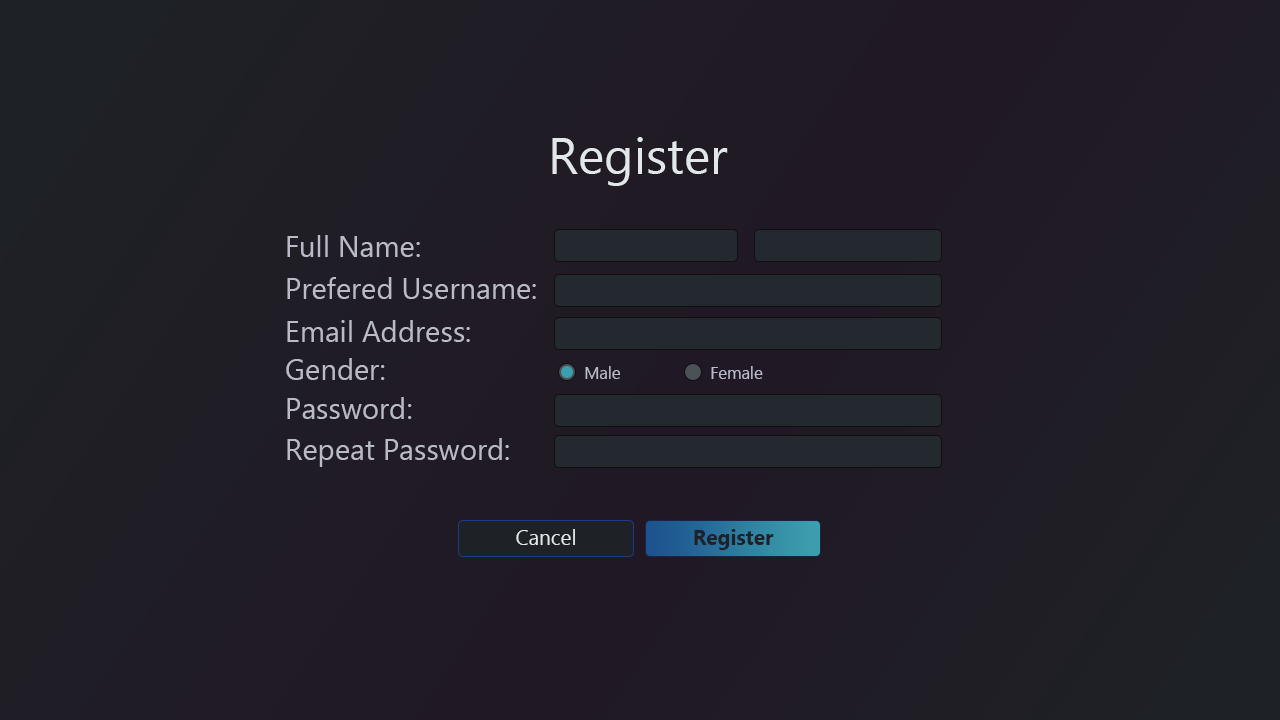 Register
Full Name:
Prefered Username:
Email Address:
Gender: Male Female
Password:
Repeat Password:
Cancel Register